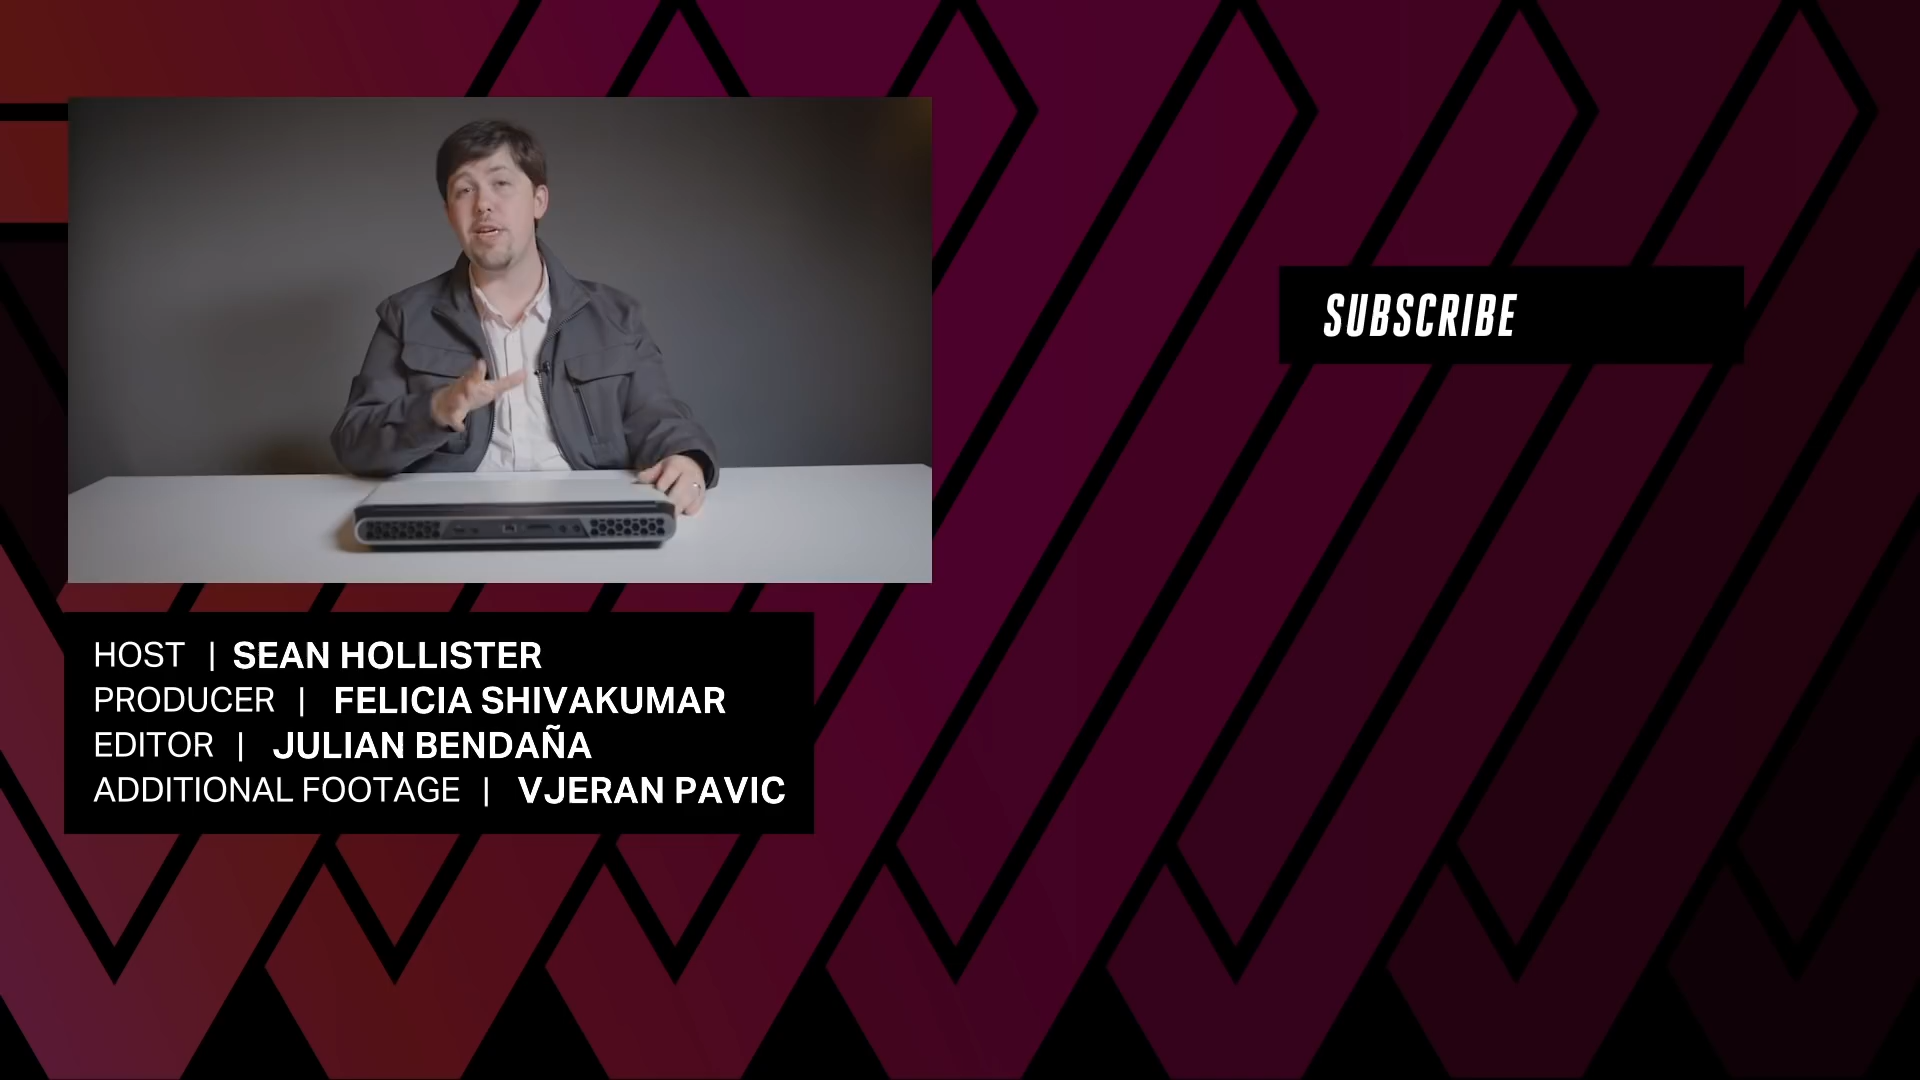 HOST | SEAN HOLLISTER
PRODUCER | FELICIA SHIVAKUMAR
EDITOR | JULIAN BENDAÑA
ADDITIONAL FOOTAGE | VJERAN PAVIC
SUBSCRIBE